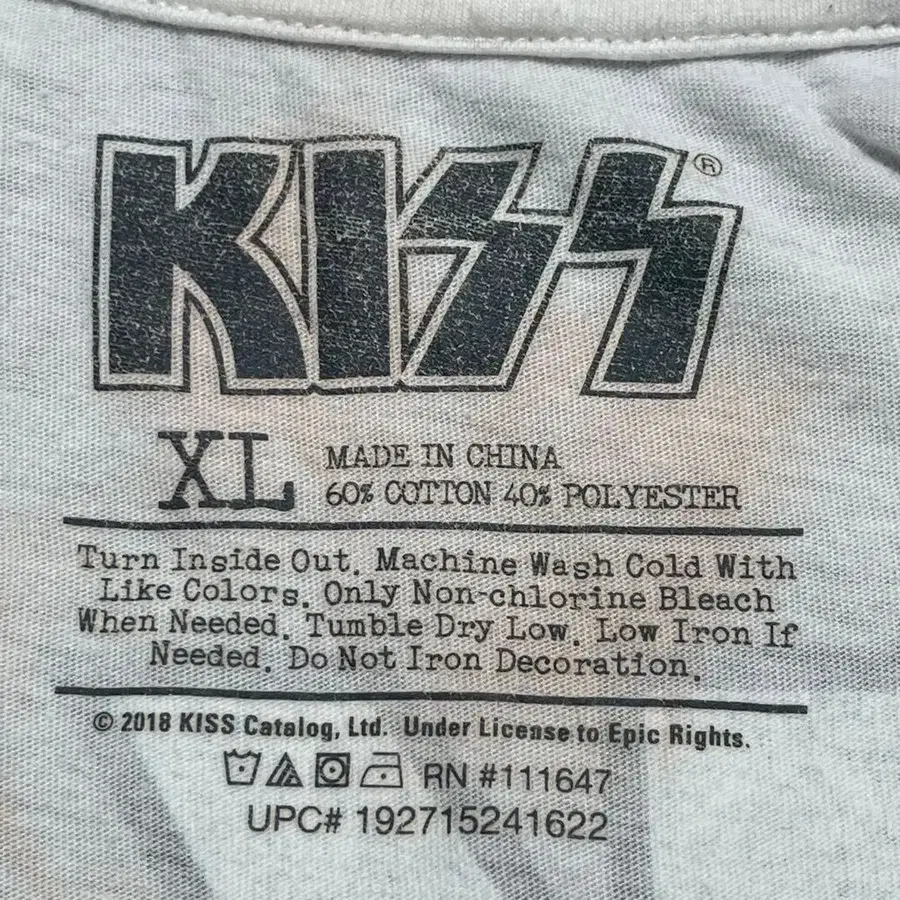 KISS®
XL
MADE IN CHINA
60% COTTON 40% POLYESTER
Turn Inside Out. Machine Wash Cold With
Like Colors. Only Non-chlorine Bleach
When Needed. Tumble Dry Low. Low Iron If
Needed. Do Not Iron Decoration.
© 2018 KISS Catalog, Ltd. Under License to Epic Rights.
RN #111647
UPC# 192715241622